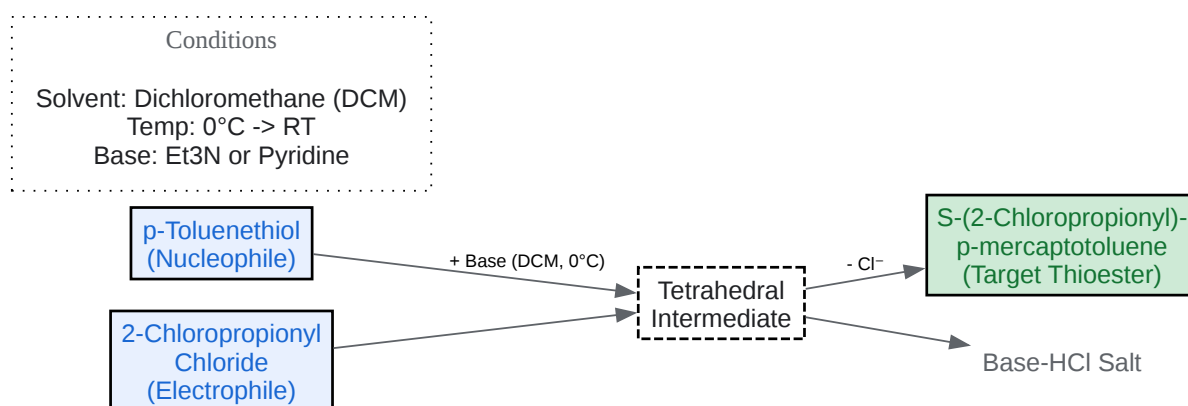 Conditions
Solvent: Dichloromethane (DCM)
Temp: 0°C -> RT
Base: Et3N or Pyridine
p-Toluenethiol
(Nucleophile)
+ Base (DCM, 0°C)
2-Chloropropionyl
Chloride
(Electrophile)
Tetrahedral
Intermediate
- Cl⁻
S-(2-Chloropropionyl)-
p-mercaptotoluene
(Target Thioester)
Base-HCl Salt